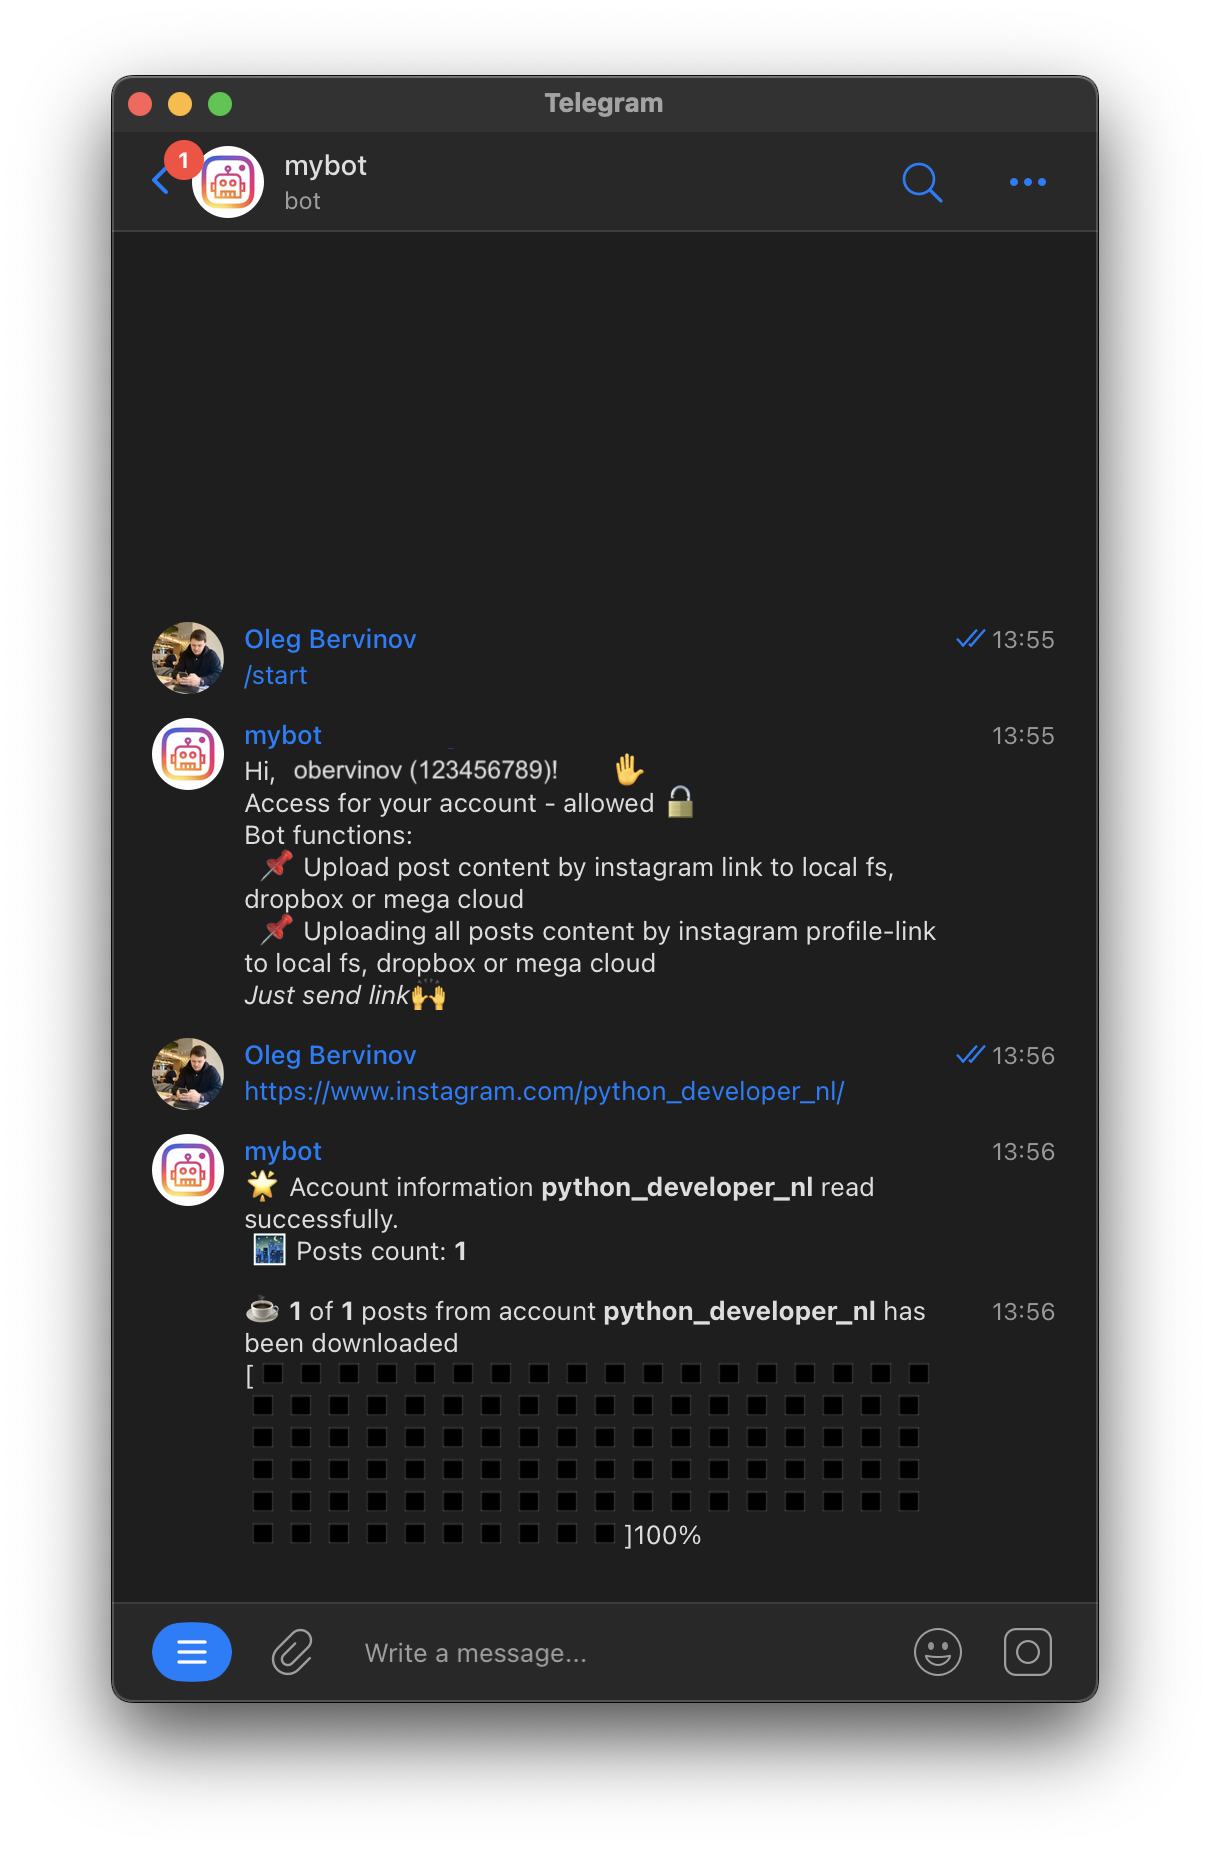 Telegram
1
mybot
bot
Oleg Bervinov
13:55
/start
mybot
13:55
Hi, obervinov (123456789)! 🖐
Access for your account - allowed 🔓
Bot functions:
📌 Upload post content by instagram link to local fs,
dropbox or mega cloud
📌 Uploading all posts content by instagram profile-link
to local fs, dropbox or mega cloud
Just send link🙌
Oleg Bervinov
13:56
https://www.instagram.com/python_developer_nl/
mybot
13:56
🌟 Account information python_developer_nl read
successfully.
🌃 Posts count: 1
☕ 1 of 1 posts from account python_developer_nl has
13:56
been downloaded
[◾◾◾◾◾◾◾◾◾◾◾◾◾◾◾◾◾◾
◾◾◾◾◾◾◾◾◾◾◾◾◾◾◾◾◾◾
◾◾◾◾◾◾◾◾◾◾◾◾◾◾◾◾◾◾
◾◾◾◾◾◾◾◾◾◾◾◾◾◾◾◾◾◾
◾◾◾◾◾◾◾◾◾◾◾◾◾◾◾◾◾◾
◾◾◾◾◾◾◾◾◾◾]100%
Write a message...